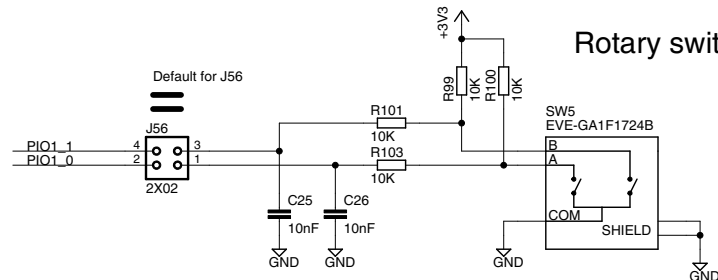 +3V3
Rotary swit
Default for J56
R99
10K
R100
10K
R101
10K
SW5
EVE-GA1F1724B
J56
PIO1_1 4 3
PIO1_0 2 1
2X02
R103
10K
B
A
C25
10nF
C26
10nF
COM
SHIELD
GND
GND
GND
GND